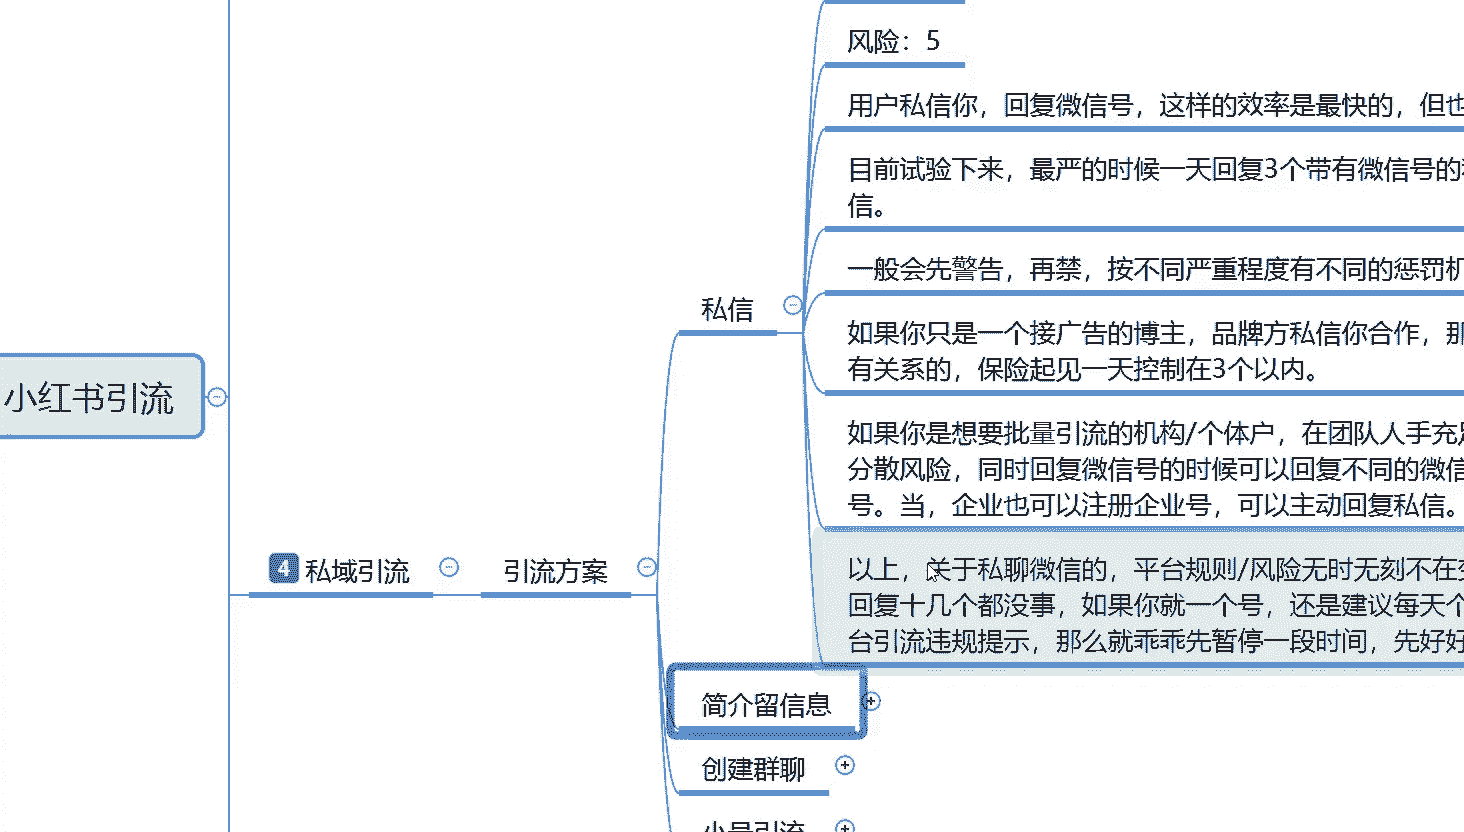 风险：5
用户私信你，回复微信号，这样的效率是最快的，但也
目前试验下来，最严的时候一天回复3个带有微信号的
信。
一般会先警告，再禁，按不同严重程度有不同的惩罚机
私信
如果你只是一个接广告的博主，品牌方私信你合作，那
有关系的，保险起见一天控制在3个以内。
小红书引流
如果你是想要批量引流的机构/个体户，在团队人手充足
分散风险，同时回复微信号的时候可以回复不同的微信
号。当，企业也可以注册企业号，可以主动回复私信。
4 私域引流
引流方案
以上，关于私聊微信的，平台规则/风险无时无刻不在变
回复十几个都没事，如果你就一个号，还是建议每天个
台引流违规提示，那么就乖乖先暂停一段时间，先好好
简介留信息
创建群聊
小号引流